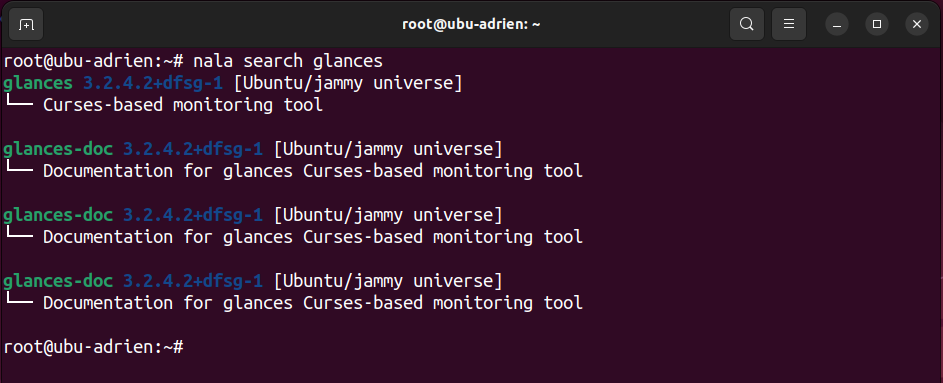 root@ubu-adrien: ~
root@ubu-adrien:~# nala search glances
glances 3.2.4.2+dfsg-1 [Ubuntu/jammy universe]
└── Curses-based monitoring tool
glances-doc 3.2.4.2+dfsg-1 [Ubuntu/jammy universe]
└── Documentation for glances Curses-based monitoring tool
glances-doc 3.2.4.2+dfsg-1 [Ubuntu/jammy universe]
└── Documentation for glances Curses-based monitoring tool
glances-doc 3.2.4.2+dfsg-1 [Ubuntu/jammy universe]
└── Documentation for glances Curses-based monitoring tool
root@ubu-adrien:~#